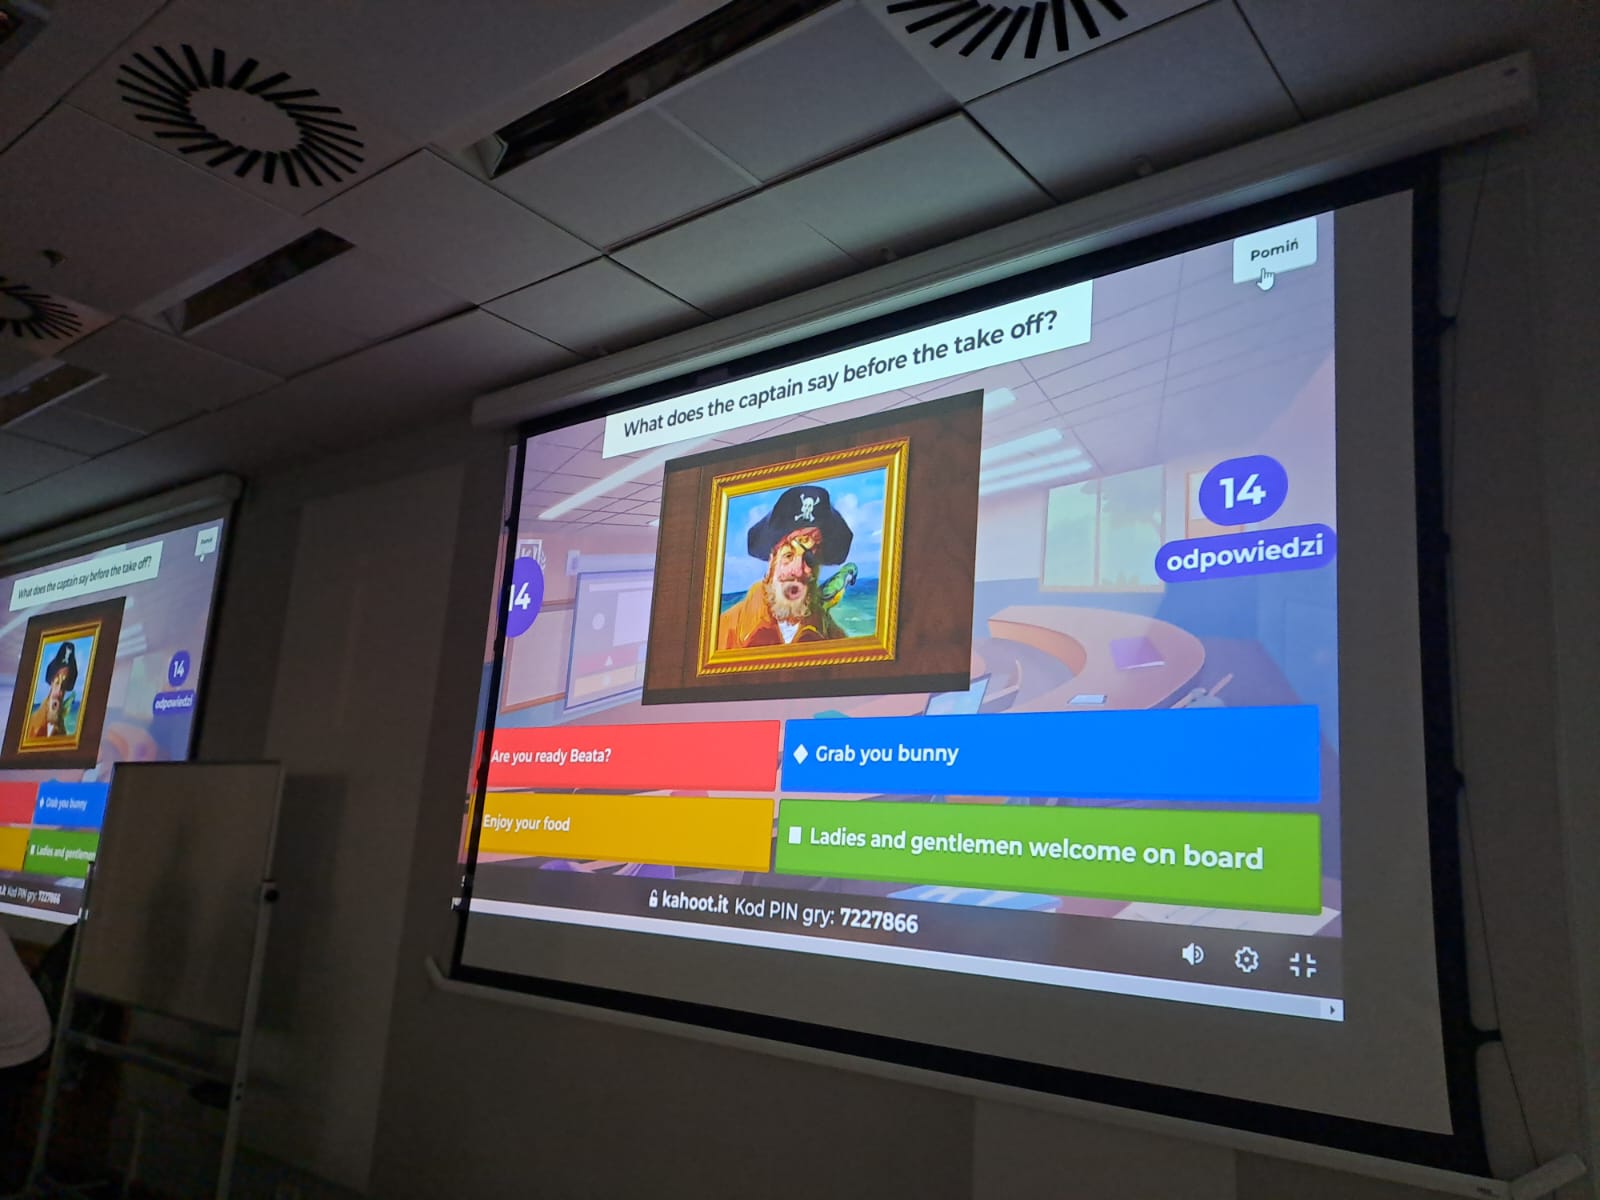 Pomiń
What does the captain say before the take off?
14
14
odpowiedzi
Are you ready Beata?
Grab you bunny
Enjoy your food
Ladies and gentlemen welcome on board
kahoot.it Kod PIN gry: 7227866
Pomiń
What does the captain say before the take off?
14
odpowiedzi
Grab you bunny
Ladies and gentlemen
Kod PIN gry: 7227866